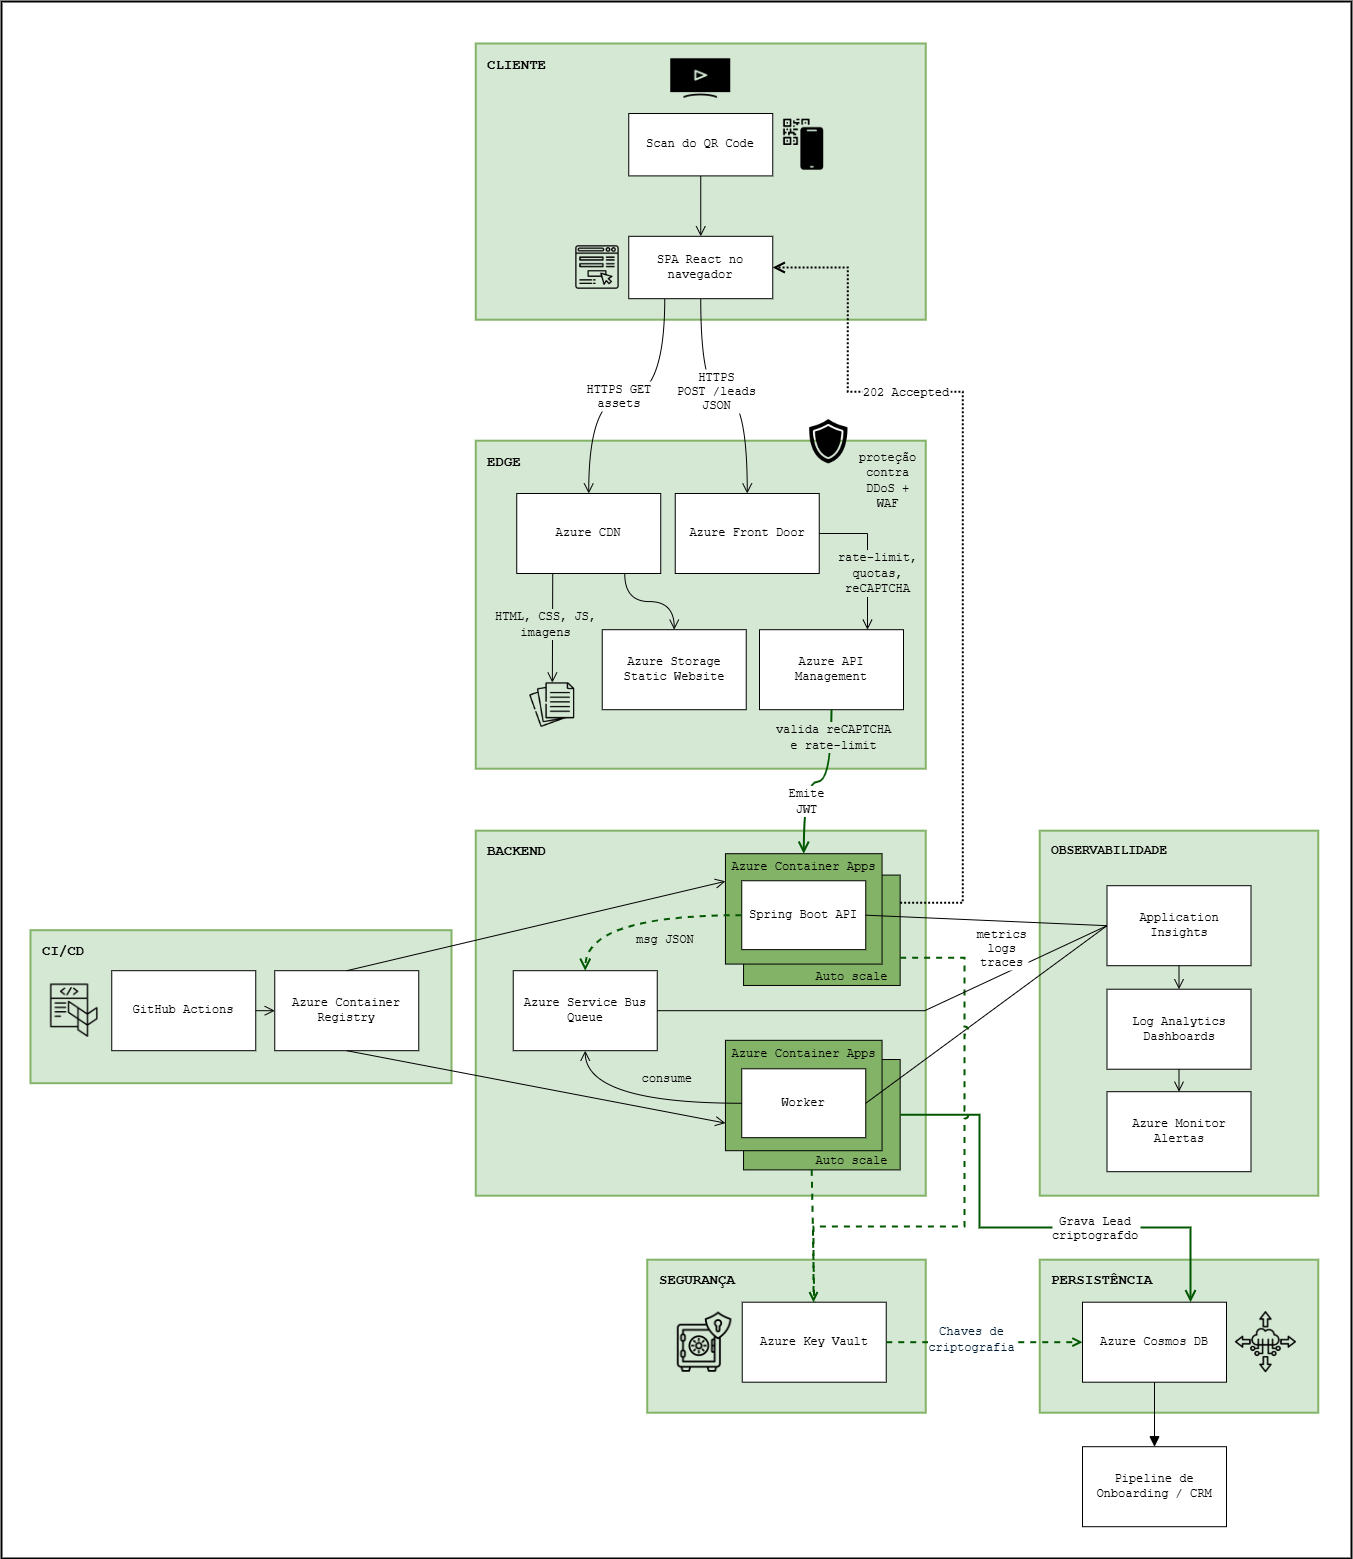 CLIENTE
Scan do QR Code
SPA React no
navegador
HTTPS GET
assets
HTTPS
POST /leads
JSON
202 Accepted
EDGE
proteção
contra
DDoS +
WAF
Azure CDN
Azure Front Door
rate-limit,
quotas,
reCAPTCHA
HTML, CSS, JS,
imagens
Azure Storage
Static Website
Azure API
Management
valida reCAPTCHA
e rate-limit
Emite
JWT
BACKEND
Azure Container Apps
Spring Boot API
Auto scale
msg JSON
Azure Service Bus
Queue
consume
Azure Container Apps
Worker
Auto scale
CI/CD
GitHub Actions
Azure Container
Registry
metrics
logs
traces
OBSERVABILIDADE
Application
Insights
Log Analytics
Dashboards
Azure Monitor
Alertas
Grava Lead
criptografdo
SEGURANÇA
Azure Key Vault
Chaves de
criptografia
PERSISTÊNCIA
Azure Cosmos DB
Pipeline de
Onboarding / CRM